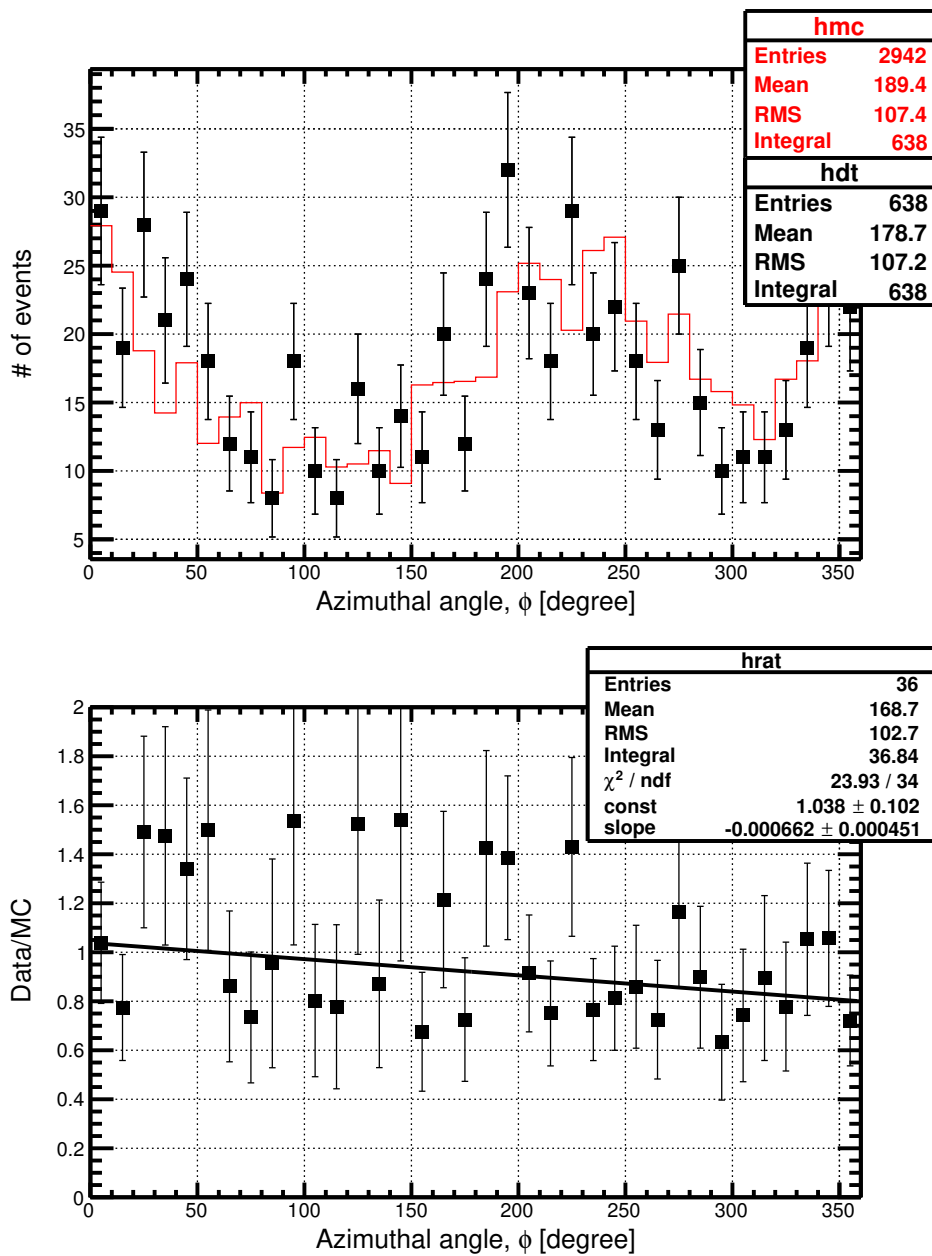 hmc
Entries 2942
Mean 189.4
RMS 107.4
Integral 638
hdt
Entries 638
Mean 178.7
RMS 107.2
Integral 638
# of events
35
30
25
20
15
10
5
0 50 100 150 200 250 300 350
Azimuthal angle, ϕ [degree]
hrat
Entries 36
Mean 168.7
RMS 102.7
Integral 36.84
χ² / ndf 23.93 / 34
const 1.038 ± 0.102
slope -0.000662 ± 0.000451
Data/MC
2
1.8
1.6
1.4
1.2
1
0.8
0.6
0.4
0.2
0
0 50 100 150 200 250 300 350
Azimuthal angle, ϕ [degree]